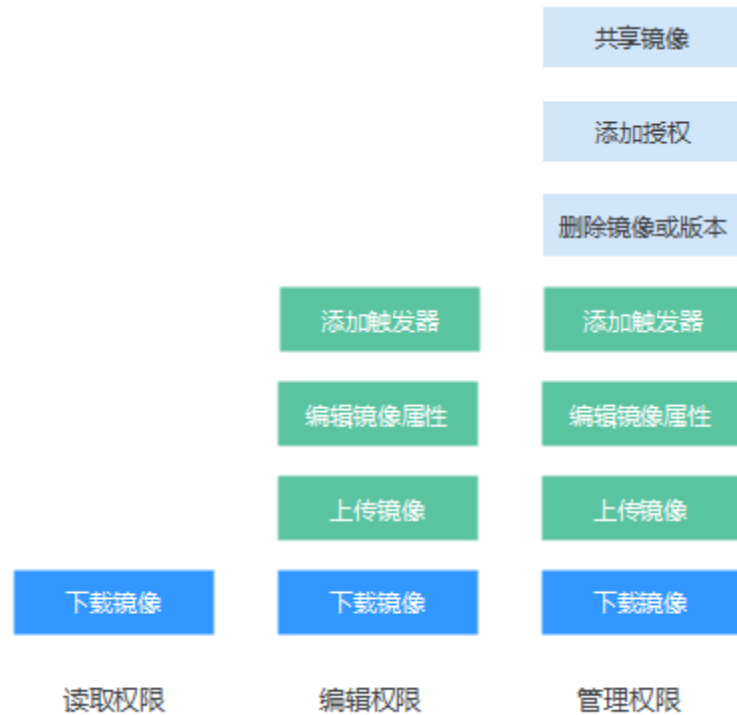 共享镜像
添加授权
删除镜像或版本
添加触发器 添加触发器
编辑镜像属性 编辑镜像属性
上传镜像 上传镜像
下载镜像 下载镜像 下载镜像
读取权限 编辑权限 管理权限